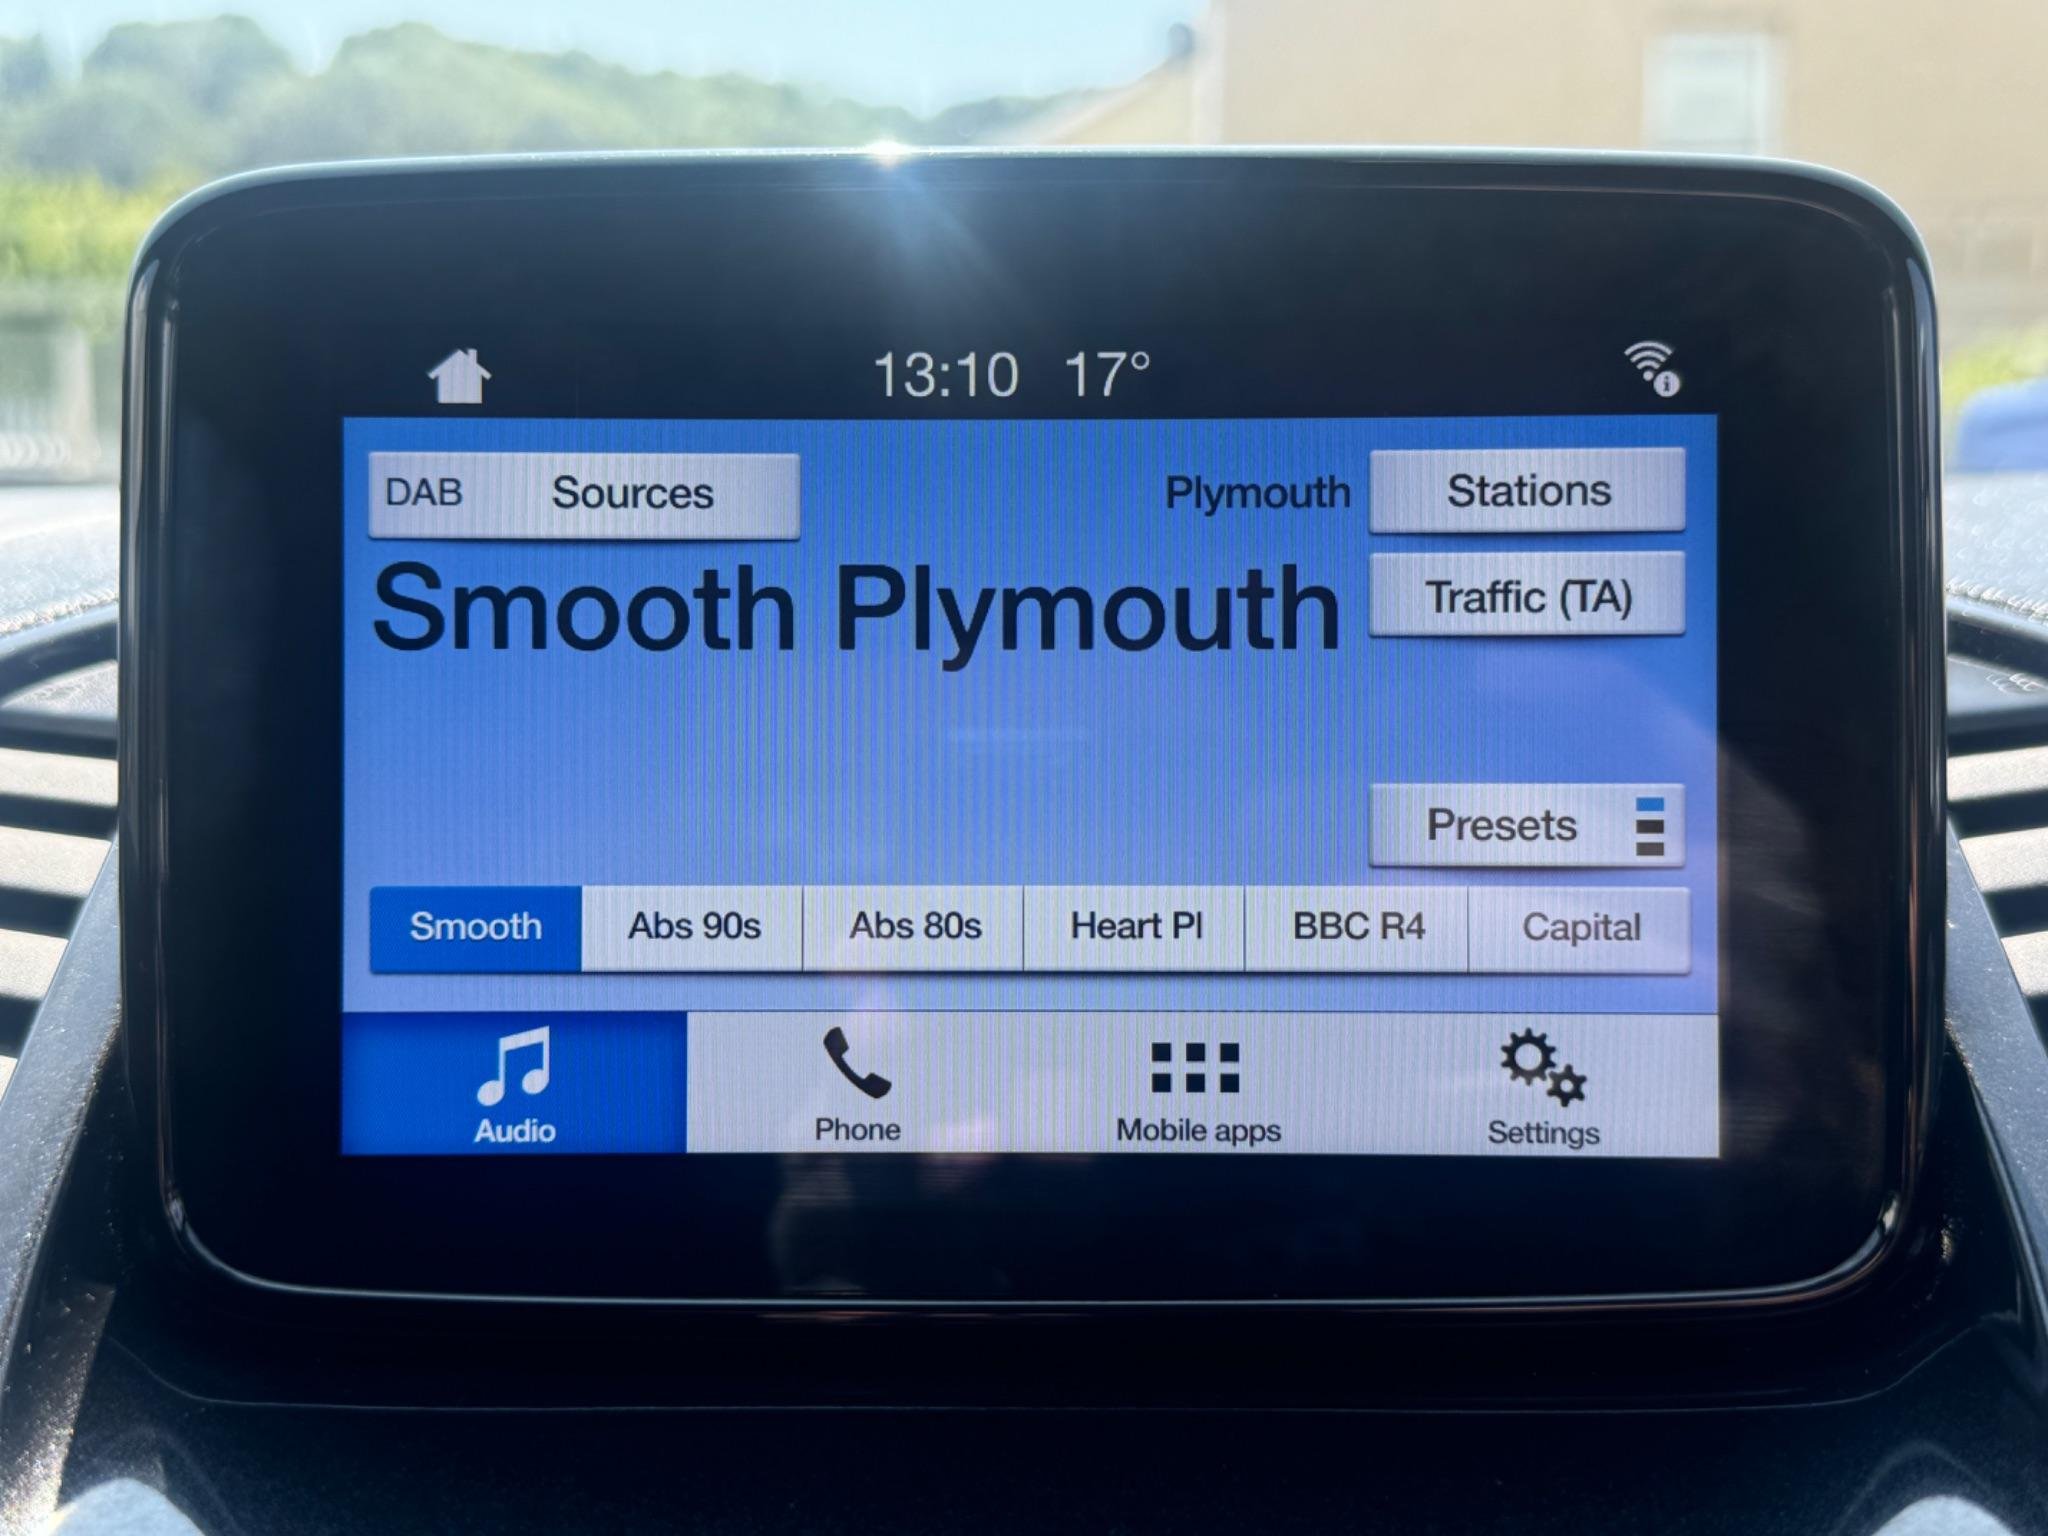 13:10 17°
DAB Sources
Plymouth Stations
Smooth Plymouth
Traffic (TA)
Presets
Smooth Abs 90s Abs 80s Heart Pl BBC R4 Capital
Audio Phone Mobile apps Settings